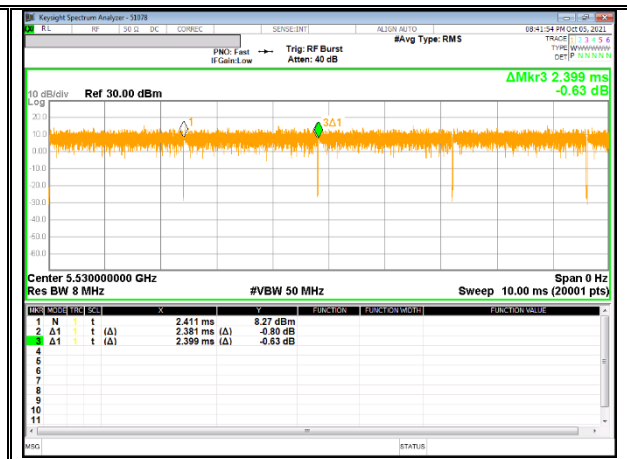 Keysight Spectrum Analyzer - 51078
RL RF 50 Ω DC CORREC SENSE:INT ALIGN AUTO 08:41:54 PM Oct 05, 2021
#Avg Type: RMS TRACE 1 2 3 4 5 6
PNO: Fast Trig: RF Burst TYPE WWWWWWW
IFGain:Low Atten: 40 dB DET P N N N N N
ΔMkr3 2.399 ms
10 dB/div Ref 30.00 dBm -0.63 dB
Log
20.0
1 3Δ1
10.0
0.00
-10.0
-20.0
-30.0
-40.0
-50.0
-60.0
Center 5.530000000 GHz Span 0 Hz
Res BW 8 MHz #VBW 50 MHz Sweep 10.00 ms (20001 pts)
MKR MODE TRC SCL X Y FUNCTION FUNCTION WIDTH FUNCTION VALUE
1 N 1 t 2.411 ms 8.27 dBm
2 Δ1 1 t (Δ) 2.381 ms (Δ) -0.80 dB
3 Δ1 1 t (Δ) 2.399 ms (Δ) -0.63 dB
4
5
6
7
8
9
10
11
MSG STATUS